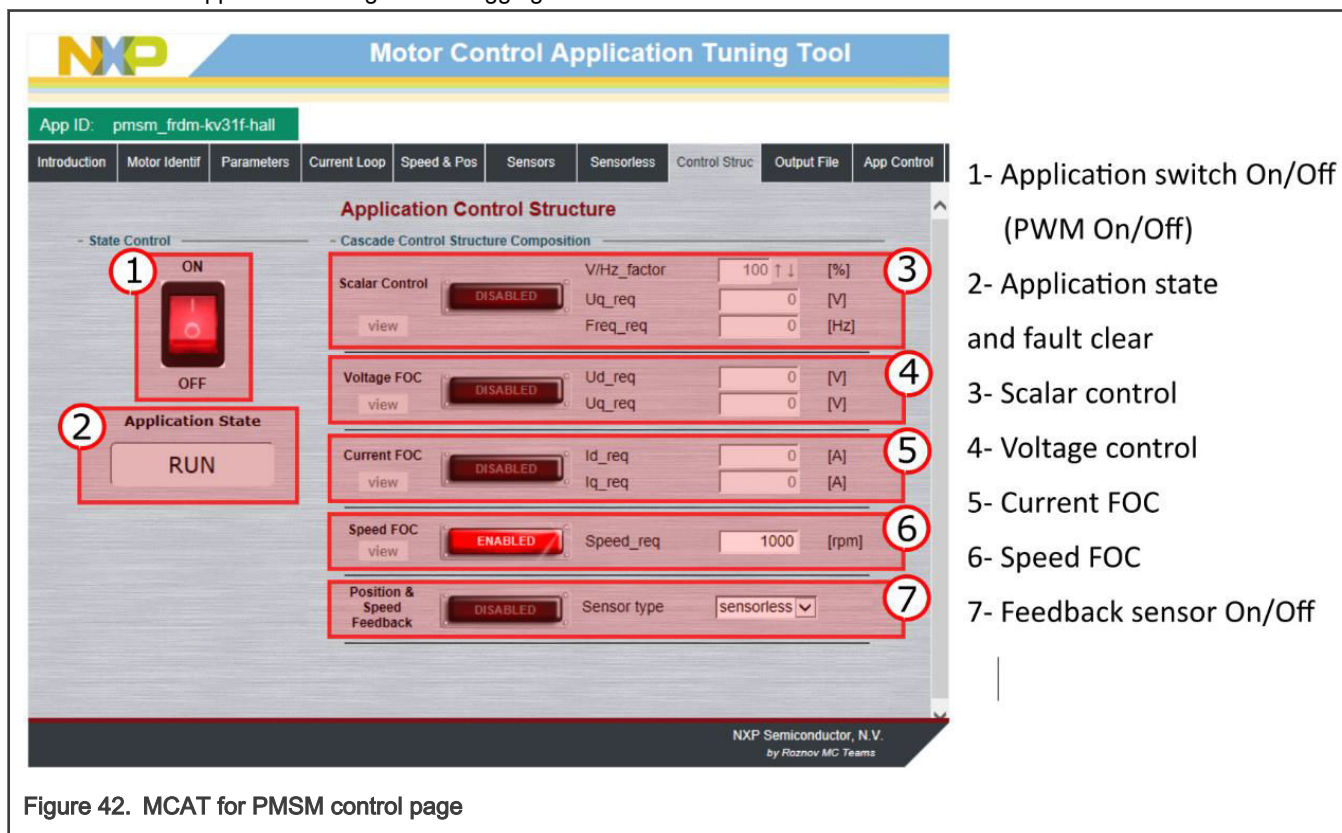 NXP
Motor Control Application Tuning Tool
App ID: pmsm_frdm-kv31f-hall
Introduction Motor Identif Parameters Current Loop Speed & Pos Sensors Sensorless Control Struc Output File App Control
Application Control Structure
- State Control
- Cascade Control Structure Composition
1
ON
OFF
2
Application State
RUN
Scalar Control
view
DISABLED
V/Hz_factor 100 ↑↓ [%]
Uq_req 0 [V]
Freq_req 0 [Hz]
3
Voltage FOC
view
DISABLED
Ud_req 0 [V]
Uq_req 0 [V]
4
Current FOC
view
DISABLED
Id_req 0 [A]
Iq_req 0 [A]
5
Speed FOC
view
ENABLED
Speed_req 1000 [rpm]
6
Position &
Speed
Feedback
DISABLED
Sensor type sensorless
7
NXP Semiconductor, N.V.
by Roznov MC Teams
1- Application switch On/Off
(PWM On/Off)
2- Application state
and fault clear
3- Scalar control
4- Voltage control
5- Current FOC
6- Speed FOC
7- Feedback sensor On/Off
Figure 42. MCAT for PMSM control page